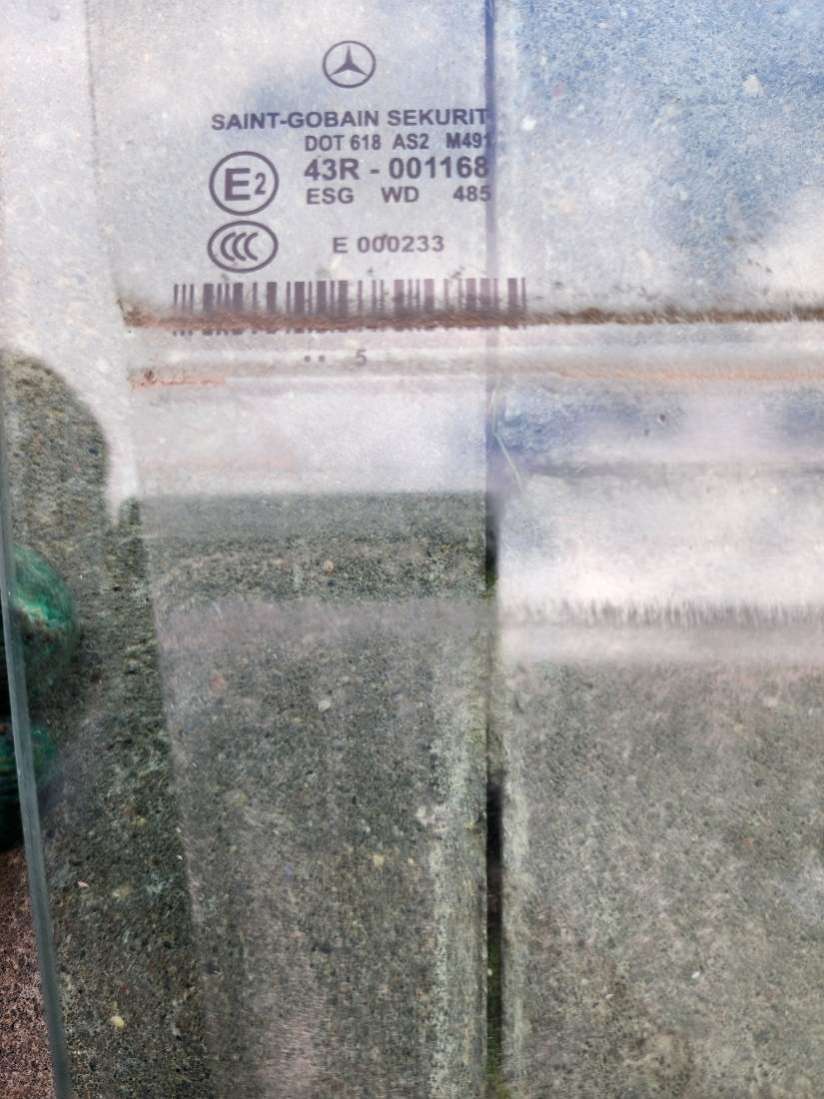 SAINT-GOBAIN SEKURIT
DOT 618 AS2 M491
E2 43R - 001168
ESG WD 485
CCC E 000233
.. 5